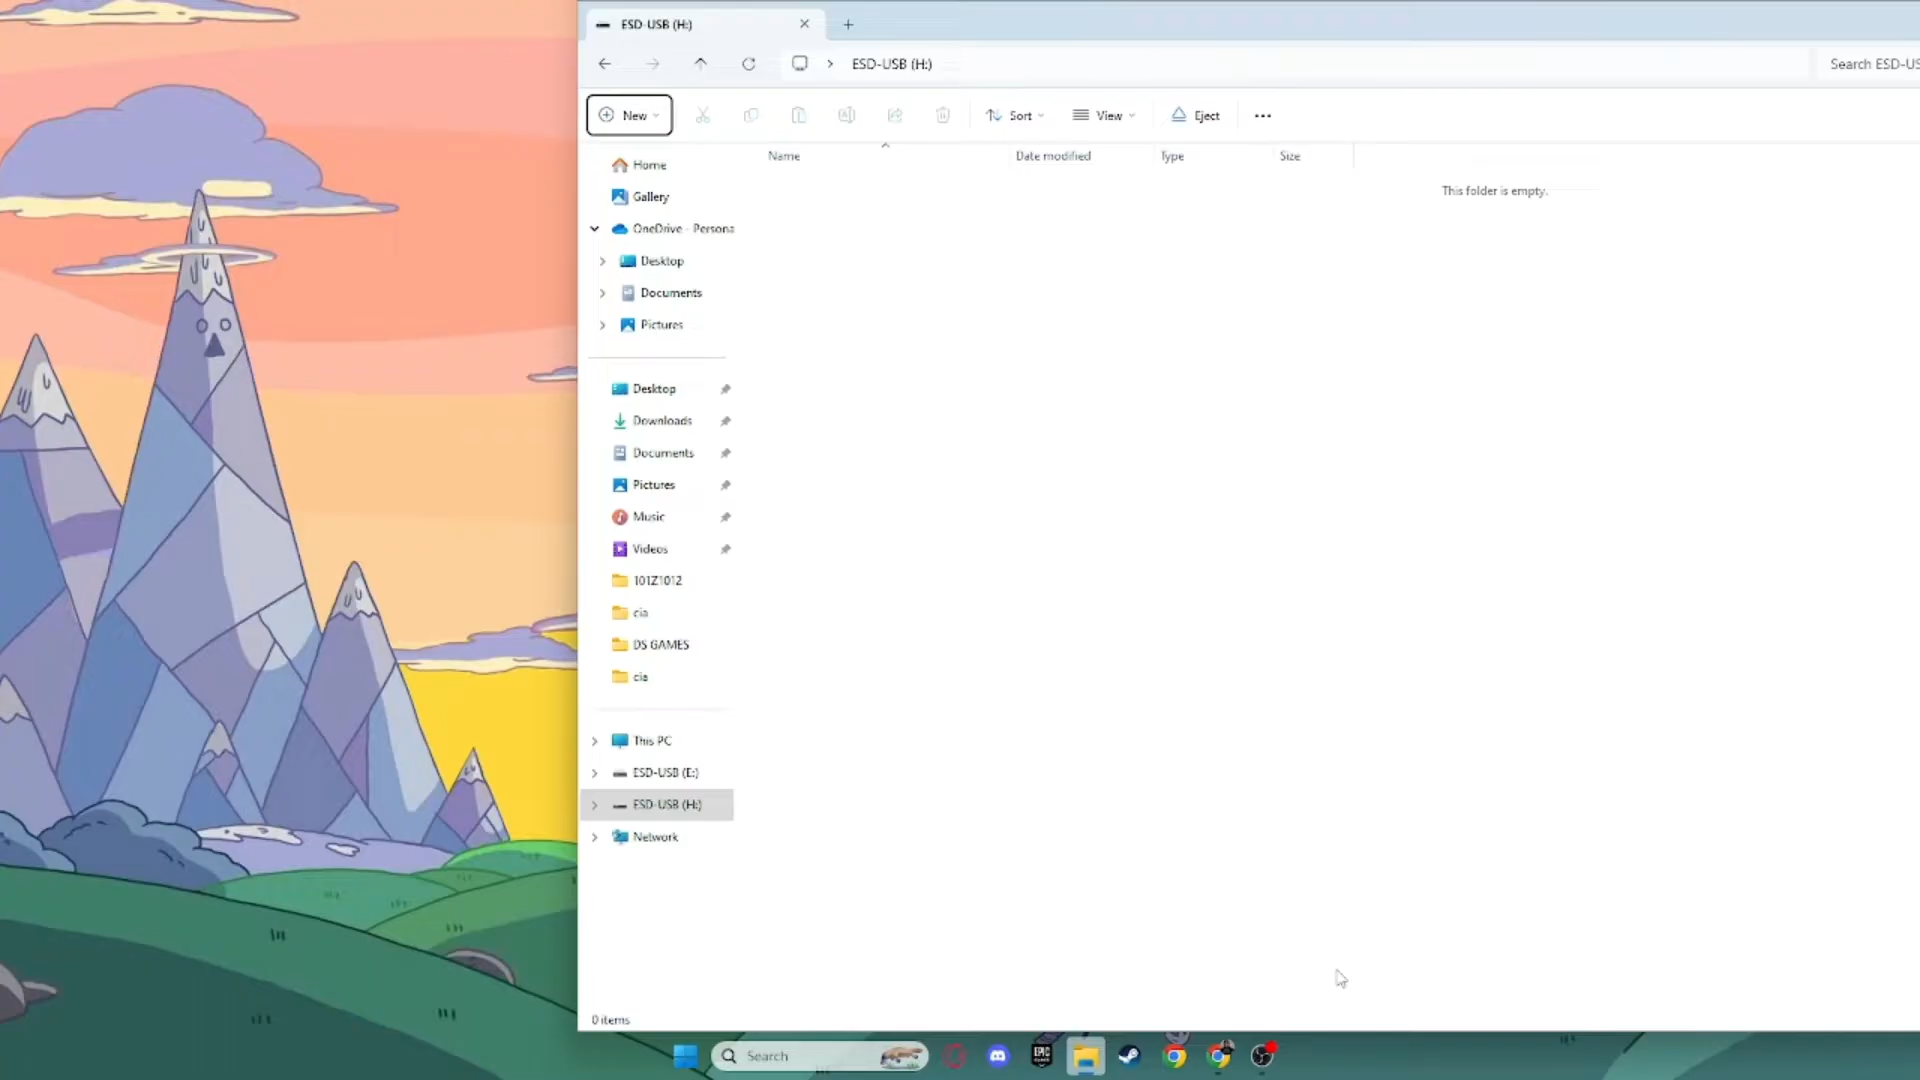 ESD-USB (H:)
ESD-USB (H:)
Search ESD-US
New
Sort
View
Eject
Name
Date modified
Type
Size
This folder is empty.
Home
Gallery
OneDrive - Persona
Desktop
Documents
Pictures
Desktop
Downloads
Documents
Pictures
Music
Videos
101Z1012
cia
DS GAMES
cia
This PC
ESD-USB (E:)
ESD-USB (H:)
Network
0 items
Search
EPIC